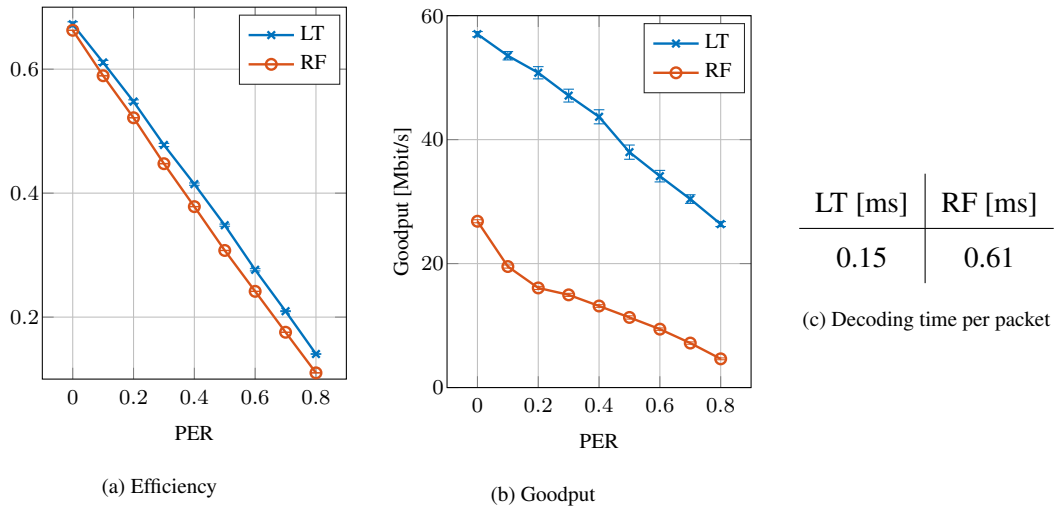 LT
RF
0.6
0.4
0.2
0 0.2 0.4 0.6 0.8
PER
(a) Efficiency
LT
RF
60
40
20
0
Goodput [Mbit/s]
0 0.2 0.4 0.6 0.8
PER
(b) Goodput
LT [ms] RF [ms]
0.15 0.61
(c) Decoding time per packet